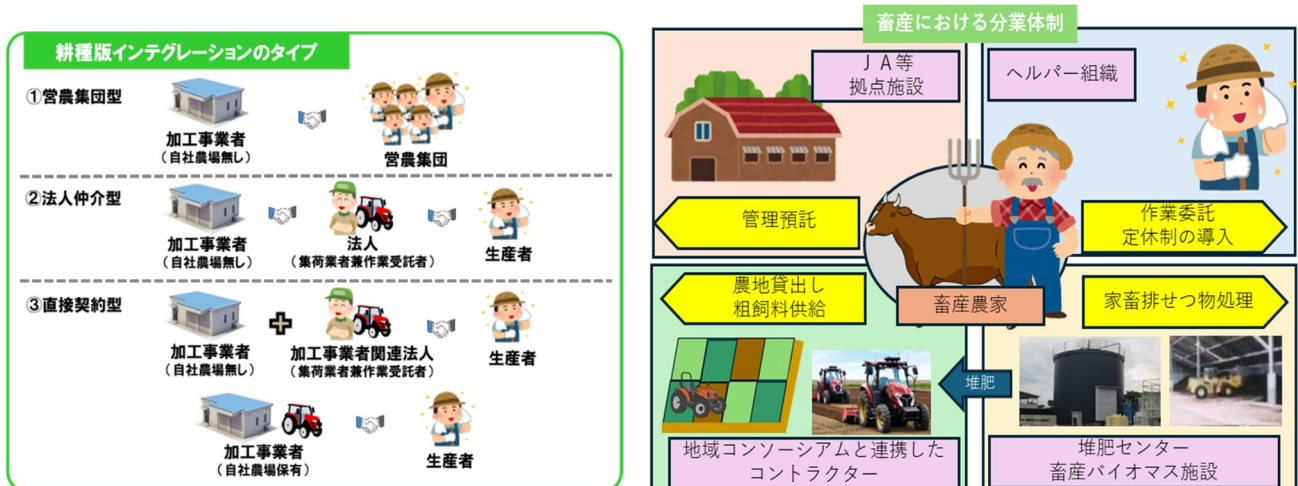 耕種版インテグレーションのタイプ
①営農集団型
加工事業者
（自社農場無し）
営農集団
②法人仲介型
加工事業者
（自社農場無し）
法人
（集荷業者兼作業受託者）
生産者
③直接契約型
加工事業者
（自社農場無し）
加工事業者関連法人
（集荷業者兼作業受託者）
生産者
加工事業者
（自社農場保有）
生産者
畜産における分業体制
ＪＡ等
拠点施設
ヘルパー組織
管理預託
作業委託
定休制の導入
農地貸出し
粗飼料供給
畜産農家
家畜排せつ物処理
堆肥
地域コンソーシアムと連携した
コントラクター
堆肥センター
畜産バイオマス施設